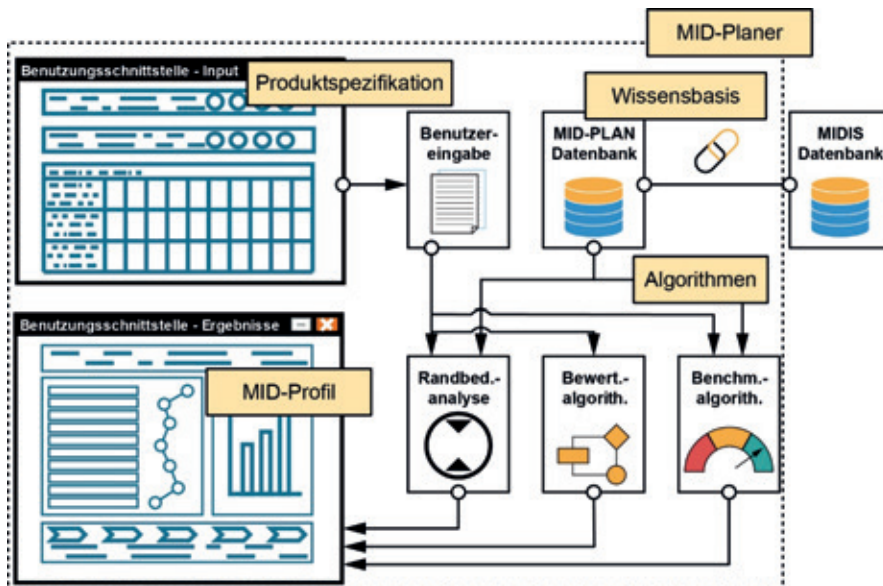 MID-Planer
Benutzungsschnittstelle - Input
Produktspezifikation
Wissensbasis
Benutzer-
eingabe
MID-PLAN
Datenbank
MIDIS
Datenbank
Algorithmen
Benutzungsschnittstelle - Ergebnisse
MID-Profil
Randbed.-
analyse
Bewert.-
algorith.
Benchm.-
algorith.